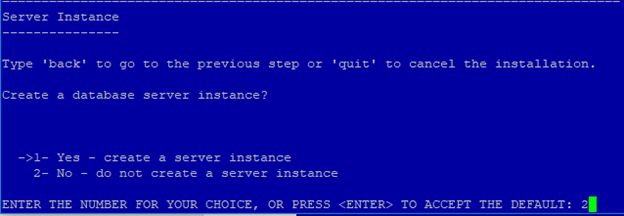 Server Instance
---------------
Type 'back' to go to the previous step or 'quit' to cancel the installation.
Create a database server instance?
->1- Yes - create a server instance
2- No - do not create a server instance
ENTER THE NUMBER FOR YOUR CHOICE, OR PRESS <ENTER> TO ACCEPT THE DEFAULT: 2